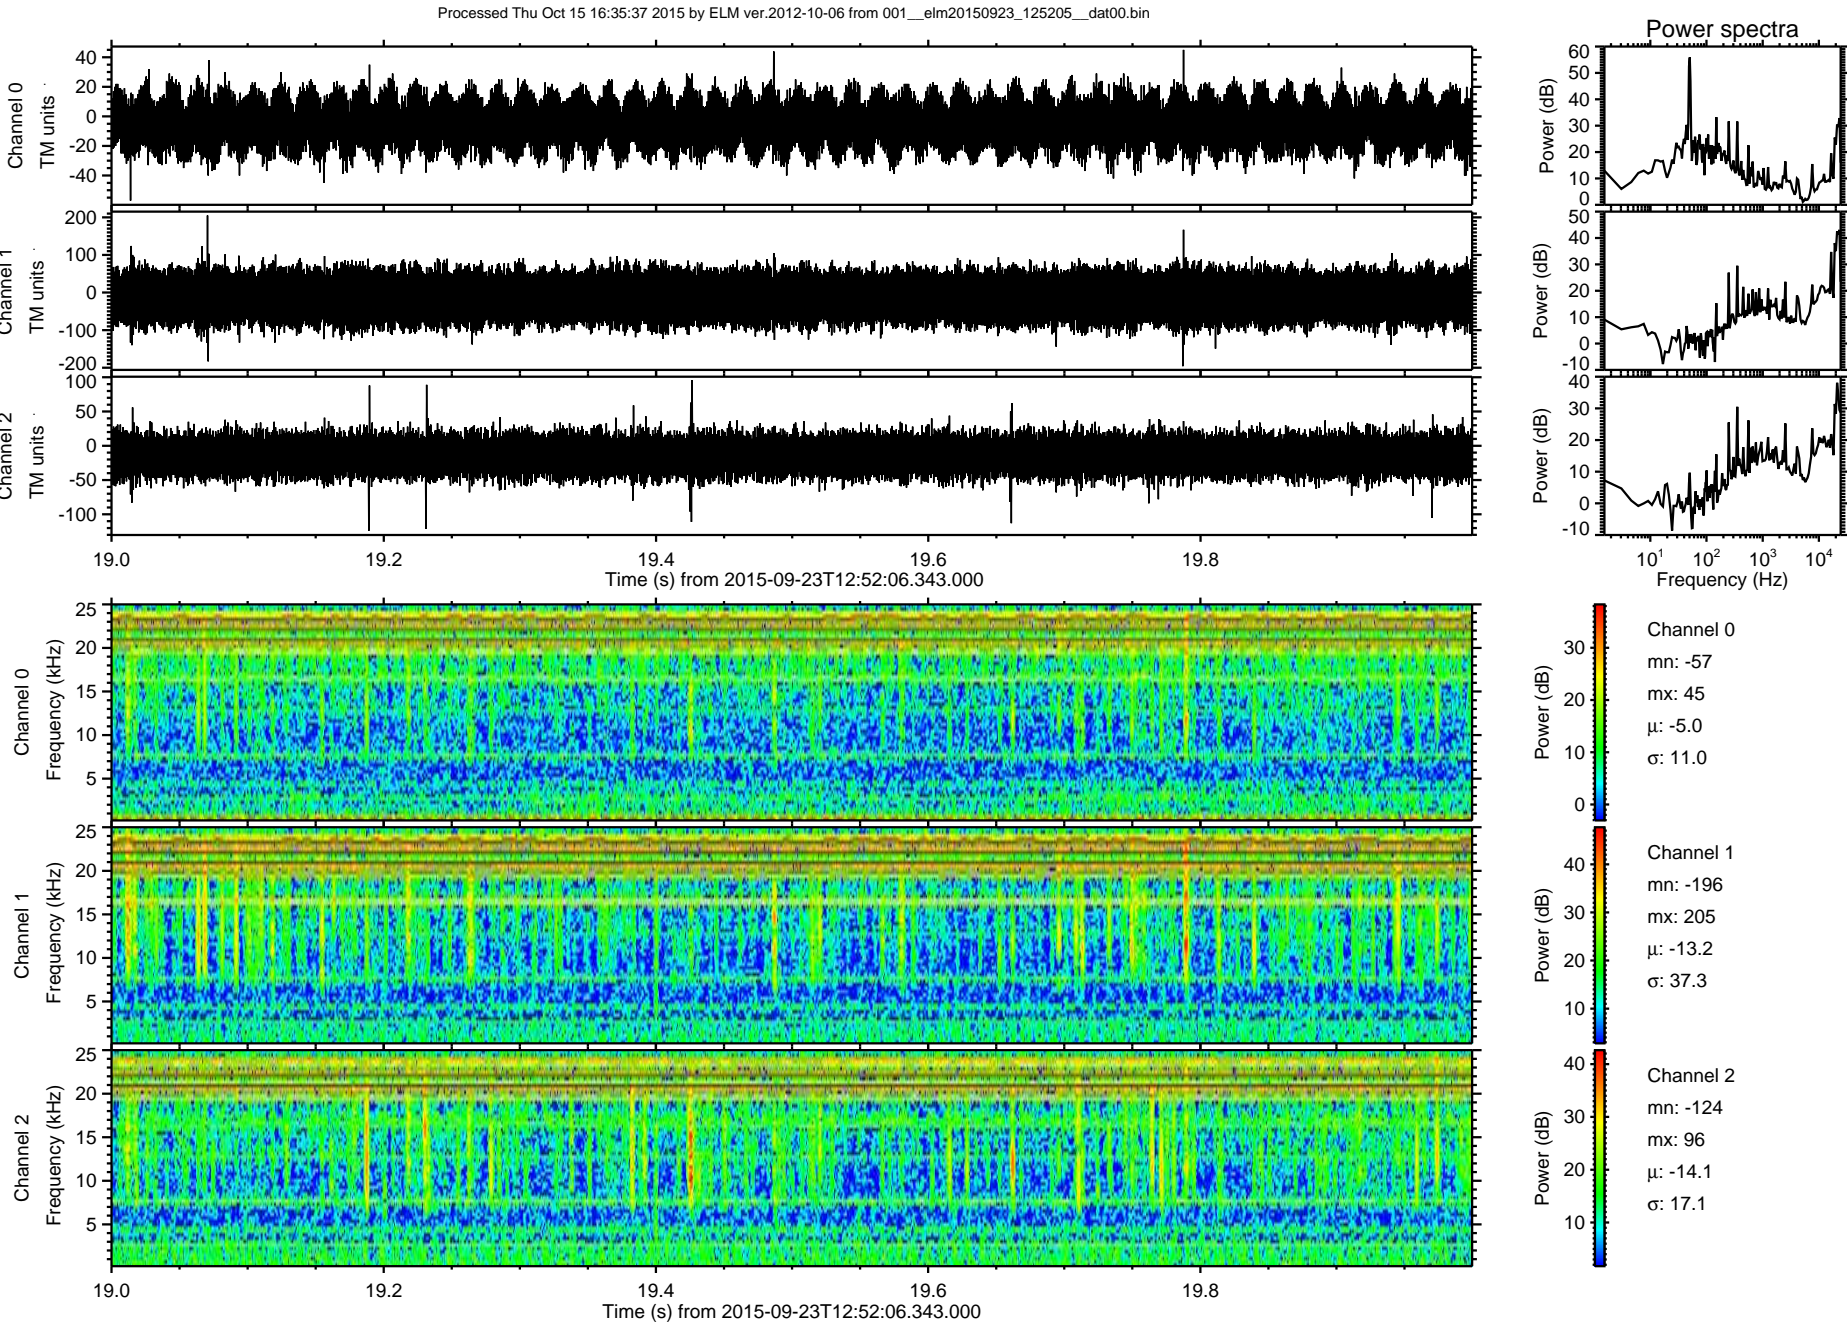 Processed Thu Oct 15 16:35:37 2015 by ELM ver.2012-10-06 from 001__elm20150923_125205__dat00.bin
Power spectra
Channel 0
TM units
40
20
0
-20
-40
Power (dB)
60
50
40
30
20
10
0
Channel 1
TM units
200
100
0
-100
-200
Power (dB)
50
40
30
20
10
0
-10
Channel 2
TM units
100
50
0
-50
-100
Power (dB)
40
30
20
10
0
-10
19.0 19.2 19.4 19.6 19.8
Time (s) from 2015-09-23T12:52:06.343.000
10¹ 10² 10³ 10⁴
Frequency (Hz)
Channel 0
Frequency (kHz)
25
20
15
10
5
Power (dB)
30
20
10
0
Channel 0
mn: -57
mx: 45
μ: -5.0
σ: 11.0
Channel 1
Frequency (kHz)
25
20
15
10
5
Power (dB)
40
30
20
10
Channel 1
mn: -196
mx: 205
μ: -13.2
σ: 37.3
Channel 2
Frequency (kHz)
25
20
15
10
5
Power (dB)
40
30
20
10
Channel 2
mn: -124
mx: 96
μ: -14.1
σ: 17.1
19.0 19.2 19.4 19.6 19.8
Time (s) from 2015-09-23T12:52:06.343.000